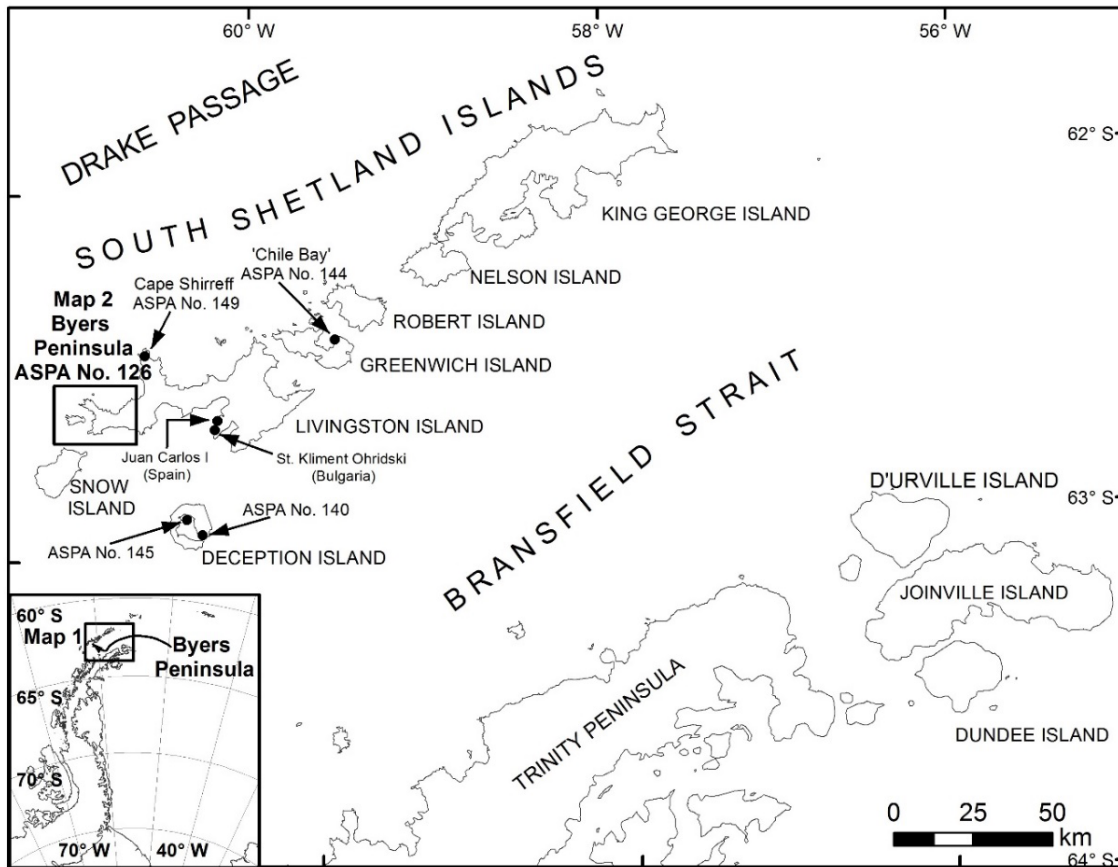 60° W
58° W
56° W
DRAKE PASSAGE
SOUTH SHETLAND ISLANDS
62° S
KING GEORGE ISLAND
'Chile Bay'
ASPA No. 144
NELSON ISLAND
Cape Shirreff
ASPA No. 149
Map 2
Byers
Peninsula
ASPA No. 126
ROBERT ISLAND
GREENWICH ISLAND
LIVINGSTON ISLAND
Juan Carlos I
(Spain)
St. Kliment Ohridski
(Bulgaria)
SNOW
ISLAND
ASPA No. 140
ASPA No. 145
DECEPTION ISLAND
BRANSFIELD STRAIT
63° S
D'URVILLE ISLAND
JOINVILLE ISLAND
TRINITY PENINSULA
DUNDEE ISLAND
60° S
Map 1
Byers
Peninsula
65° S
70° S
70° W
40° W
0 25 50
km
64° S